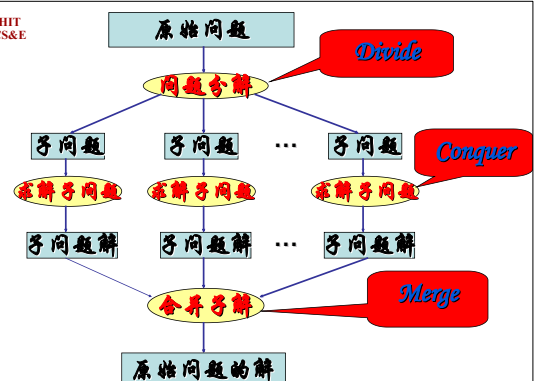 HIT
CS&E
原始问题
Divide
问题分解
子问题 子问题 … 子问题
Conquer
求解子问题 求解子问题 求解子问题
子问题解 子问题解 … 子问题解
Merge
合并子解
原始问题的解